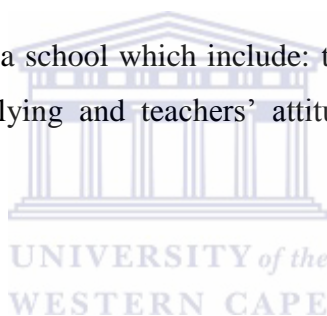 a school which include: t
lying and teachers’ attitu
UNIVERSITY of the
WESTERN CAPE